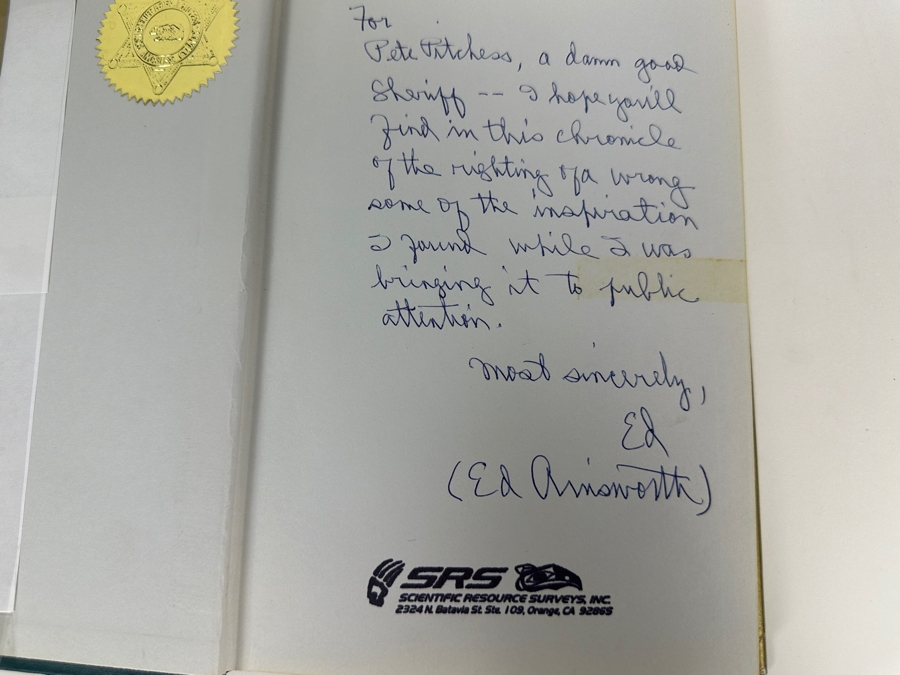 For
Pete Pitchess, a damn good
Sheriff -- I hope you'll
find in this chronicle
of the righting of a wrong
some of the inspiration
I found while I was
bringing it to public
attention.
Most sincerely,
Ed
(Ed Ainsworth)
SRS
SCIENTIFIC RESOURCE SURVEYS, INC.
2324 N. Batavia St. Ste. 109, Orange, CA 92865